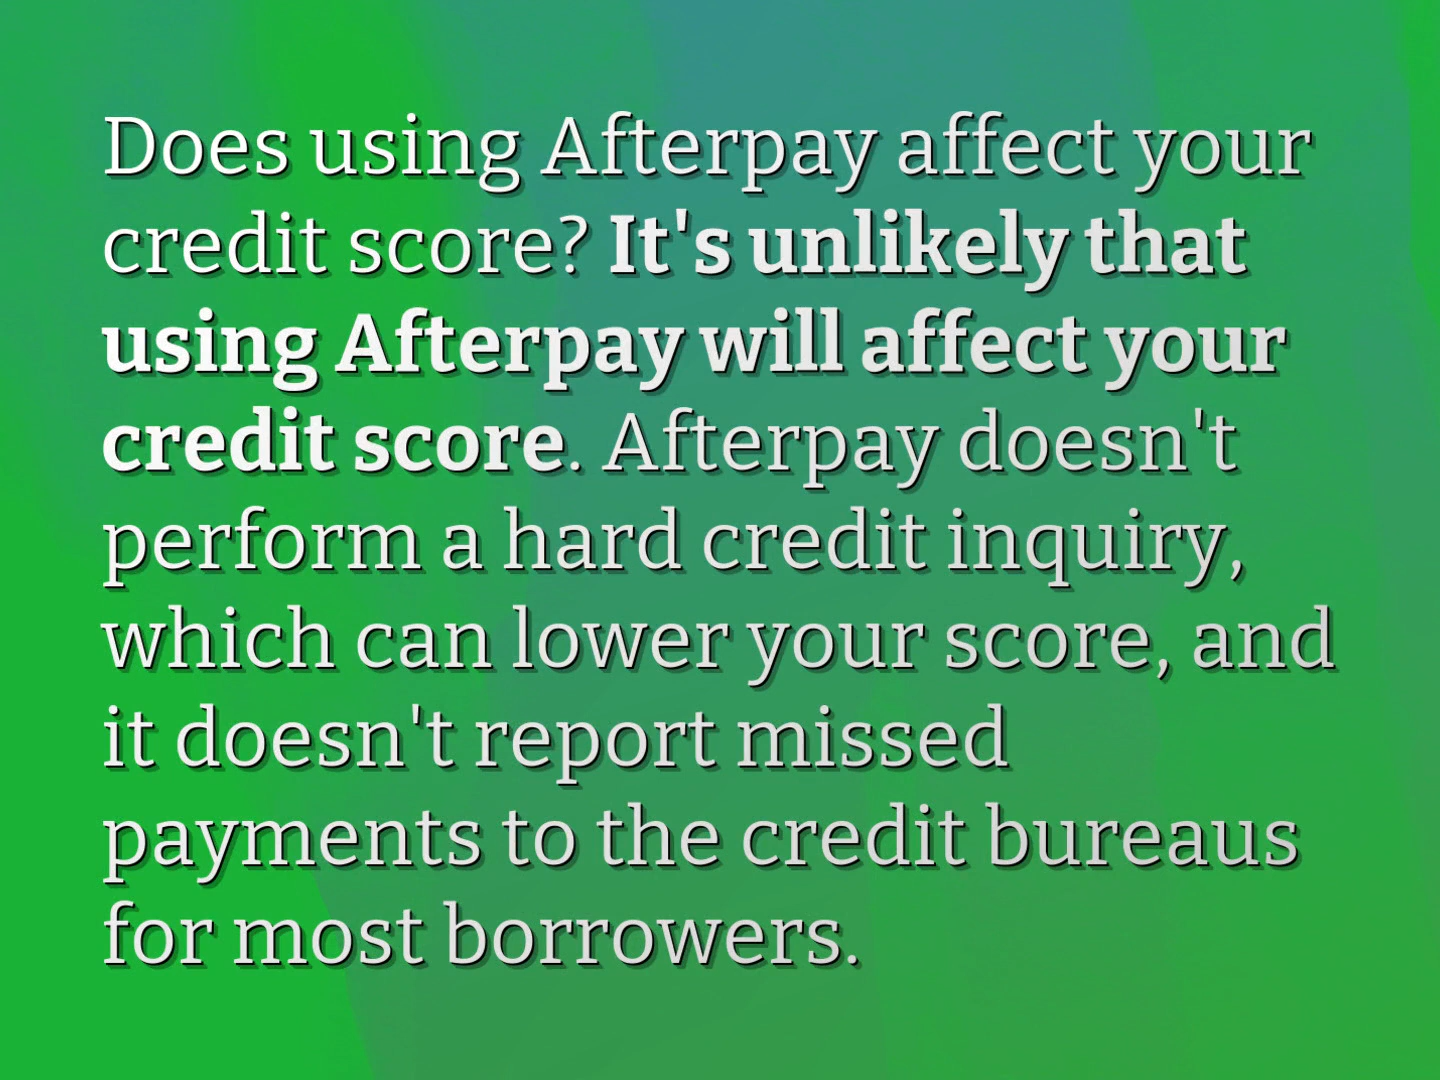 Does using Afterpay affect your
credit score? It's unlikely that
using Afterpay will affect your
credit score. Afterpay doesn't
perform a hard credit inquiry,
which can lower your score, and
it doesn't report missed
payments to the credit bureaus
for most borrowers.